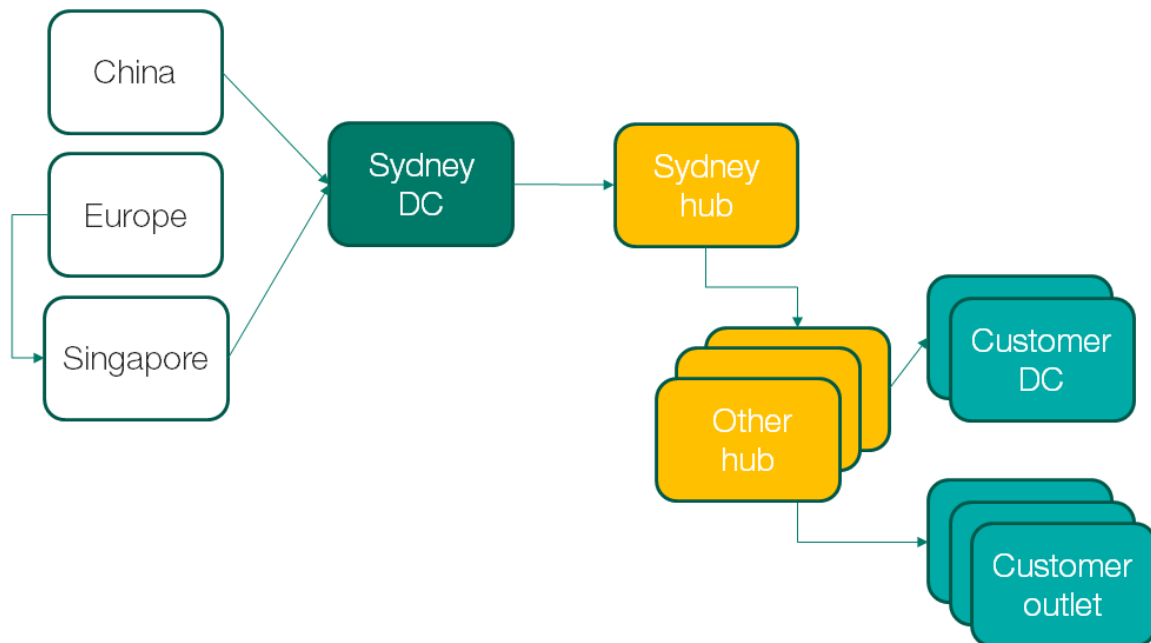 China
Europe
Singapore
Sydney
DC
Sydney
hub
Other
hub
Customer
DC
Customer
outlet